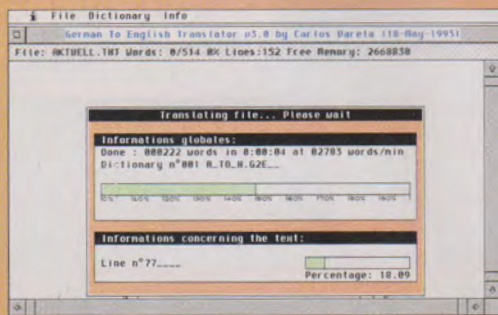 File Dictionary Info
German To English Translator v3.0 by Carlos Varela (18-May-1995)
File: AKTUELL.TXT Words: 0/514 0% Lines:152 Free Memory: 2668838
Translating file... Please wait
Informations globales:
Done : 000222 words in 0:00:04 at 02783 words/min
Dictionary n°001 A_TO_H.G2E__
Informations concerning the text:
Line n°77____
Percentage: 18.09